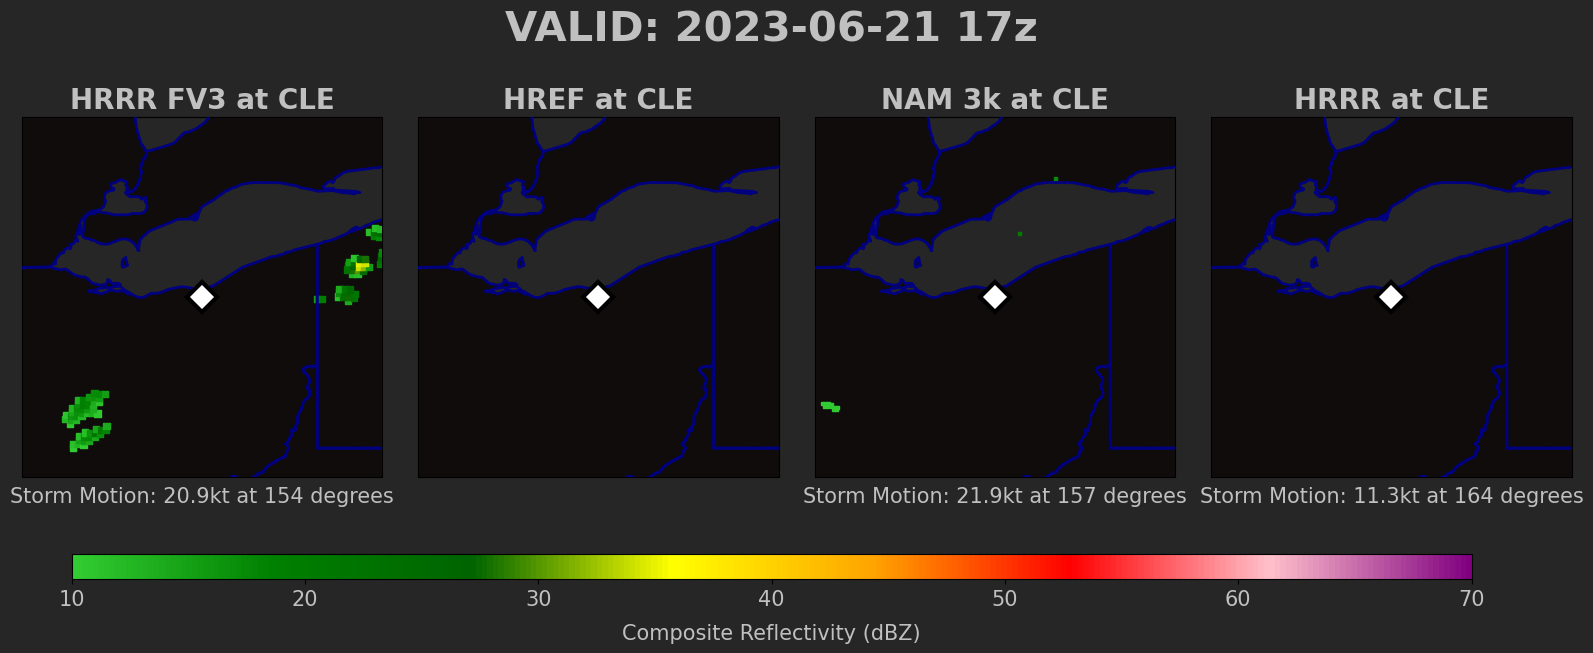 VALID: 2023-06-21 17z
HRRR FV3 at CLE
HREF at CLE
NAM 3k at CLE
HRRR at CLE
Storm Motion: 20.9kt at 154 degrees
Storm Motion: 21.9kt at 157 degrees
Storm Motion: 11.3kt at 164 degrees
10 20 30 40 50 60 70
Composite Reflectivity (dBZ)